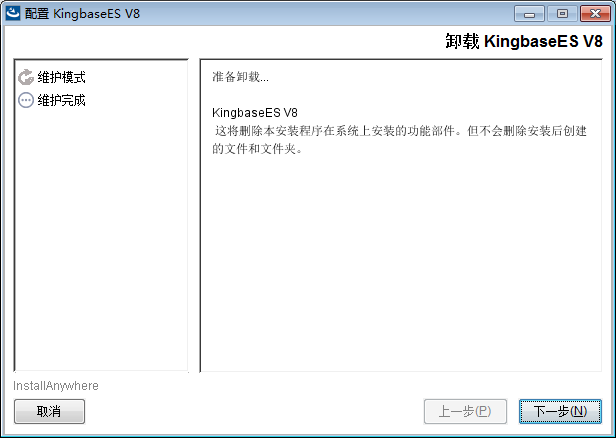 配置 KingbaseES V8
卸载 KingbaseES V8
维护模式
维护完成
准备卸载...
KingbaseES V8
这将删除本安装程序在系统上安装的功能部件。但不会删除安装后创建
的文件和文件夹。
InstallAnywhere
取消
上一步(P)
下一步(N)